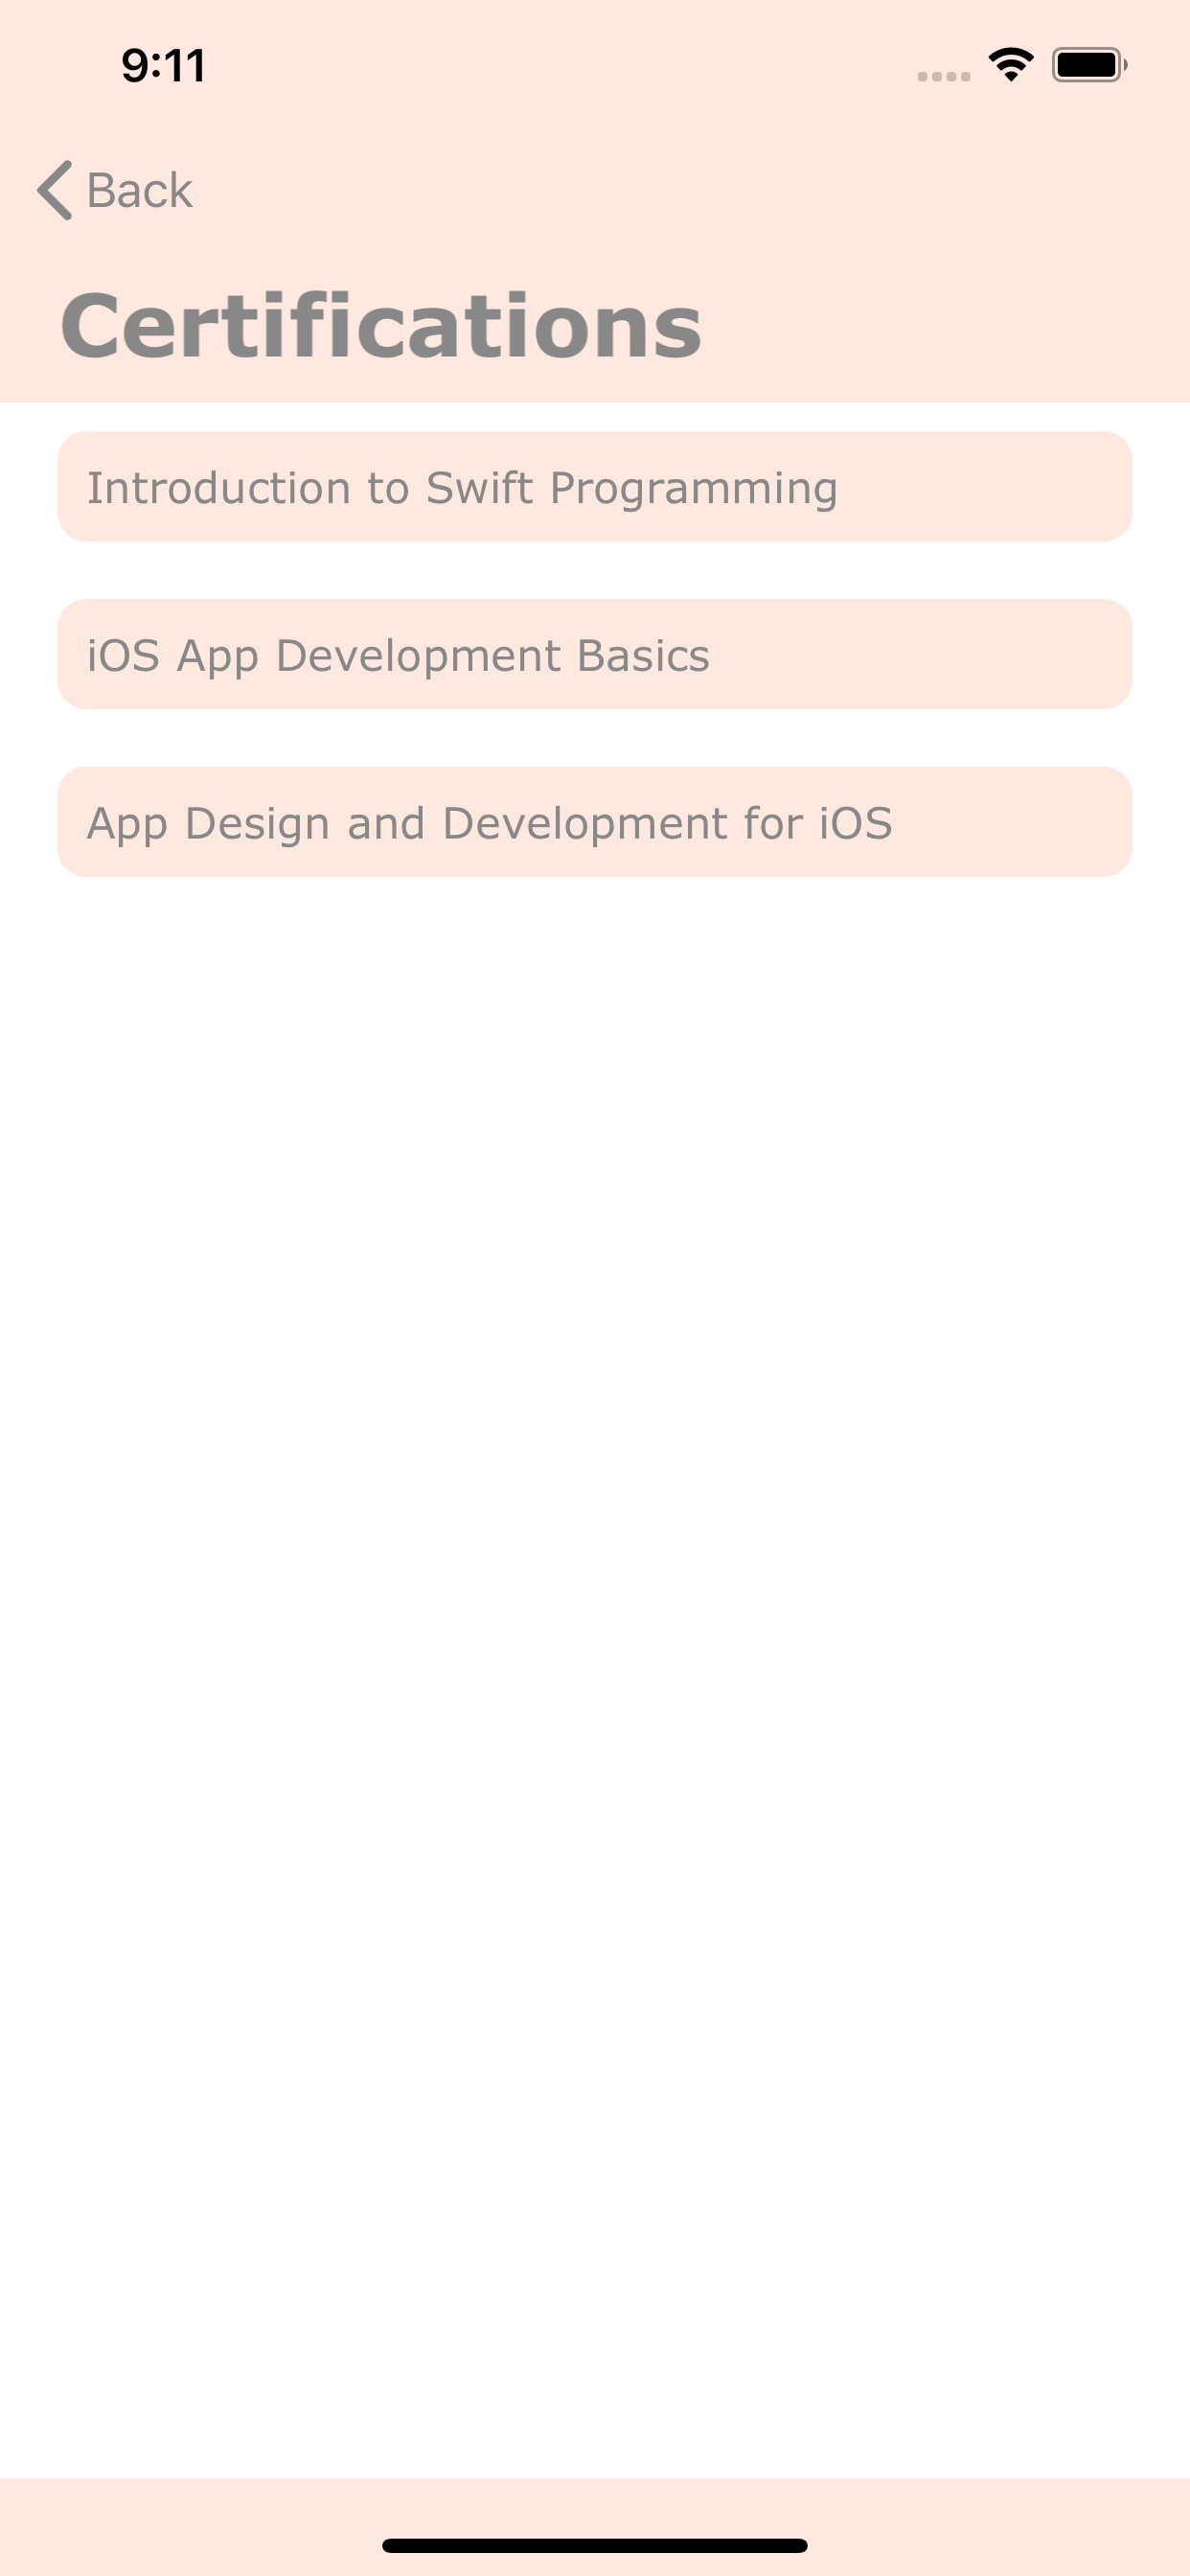 9:11
Back
Certifications
Introduction to Swift Programming
iOS App Development Basics
App Design and Development for iOS